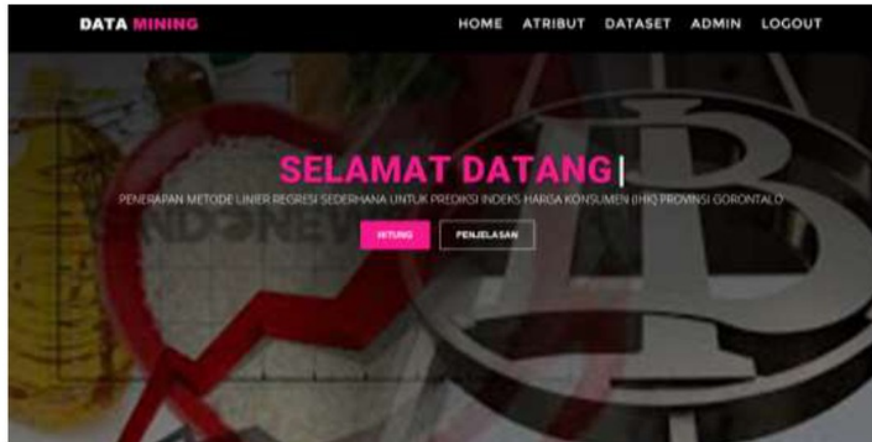 DATA MINING
HOME ATRIBUT DATASET ADMIN LOGOUT
SELAMAT DATANG
PENERAPAN METODE LINIER REGRESI SEDERHANA UNTUK PREDIKSI INDEKS HARGA KONSUMEN (IHK) PROVINSI GORONTALO
HITUNG PENJELASAN